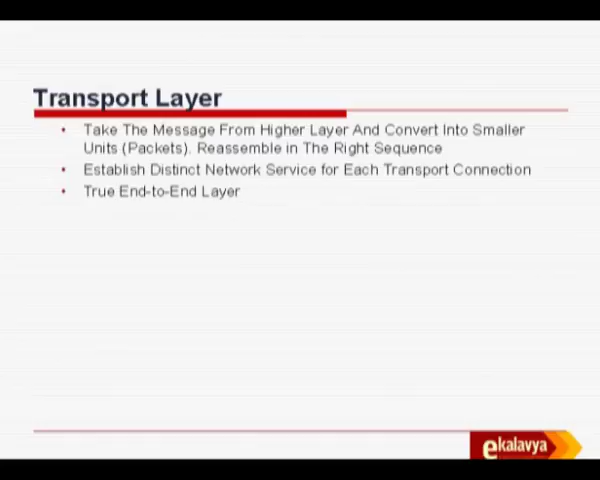 Transport Layer
• Take The Message From Higher Layer And Convert Into Smaller
Units (Packets). Reassemble in The Right Sequence
• Establish Distinct Network Service for Each Transport Connection
• True End-to-End Layer
ekalavya